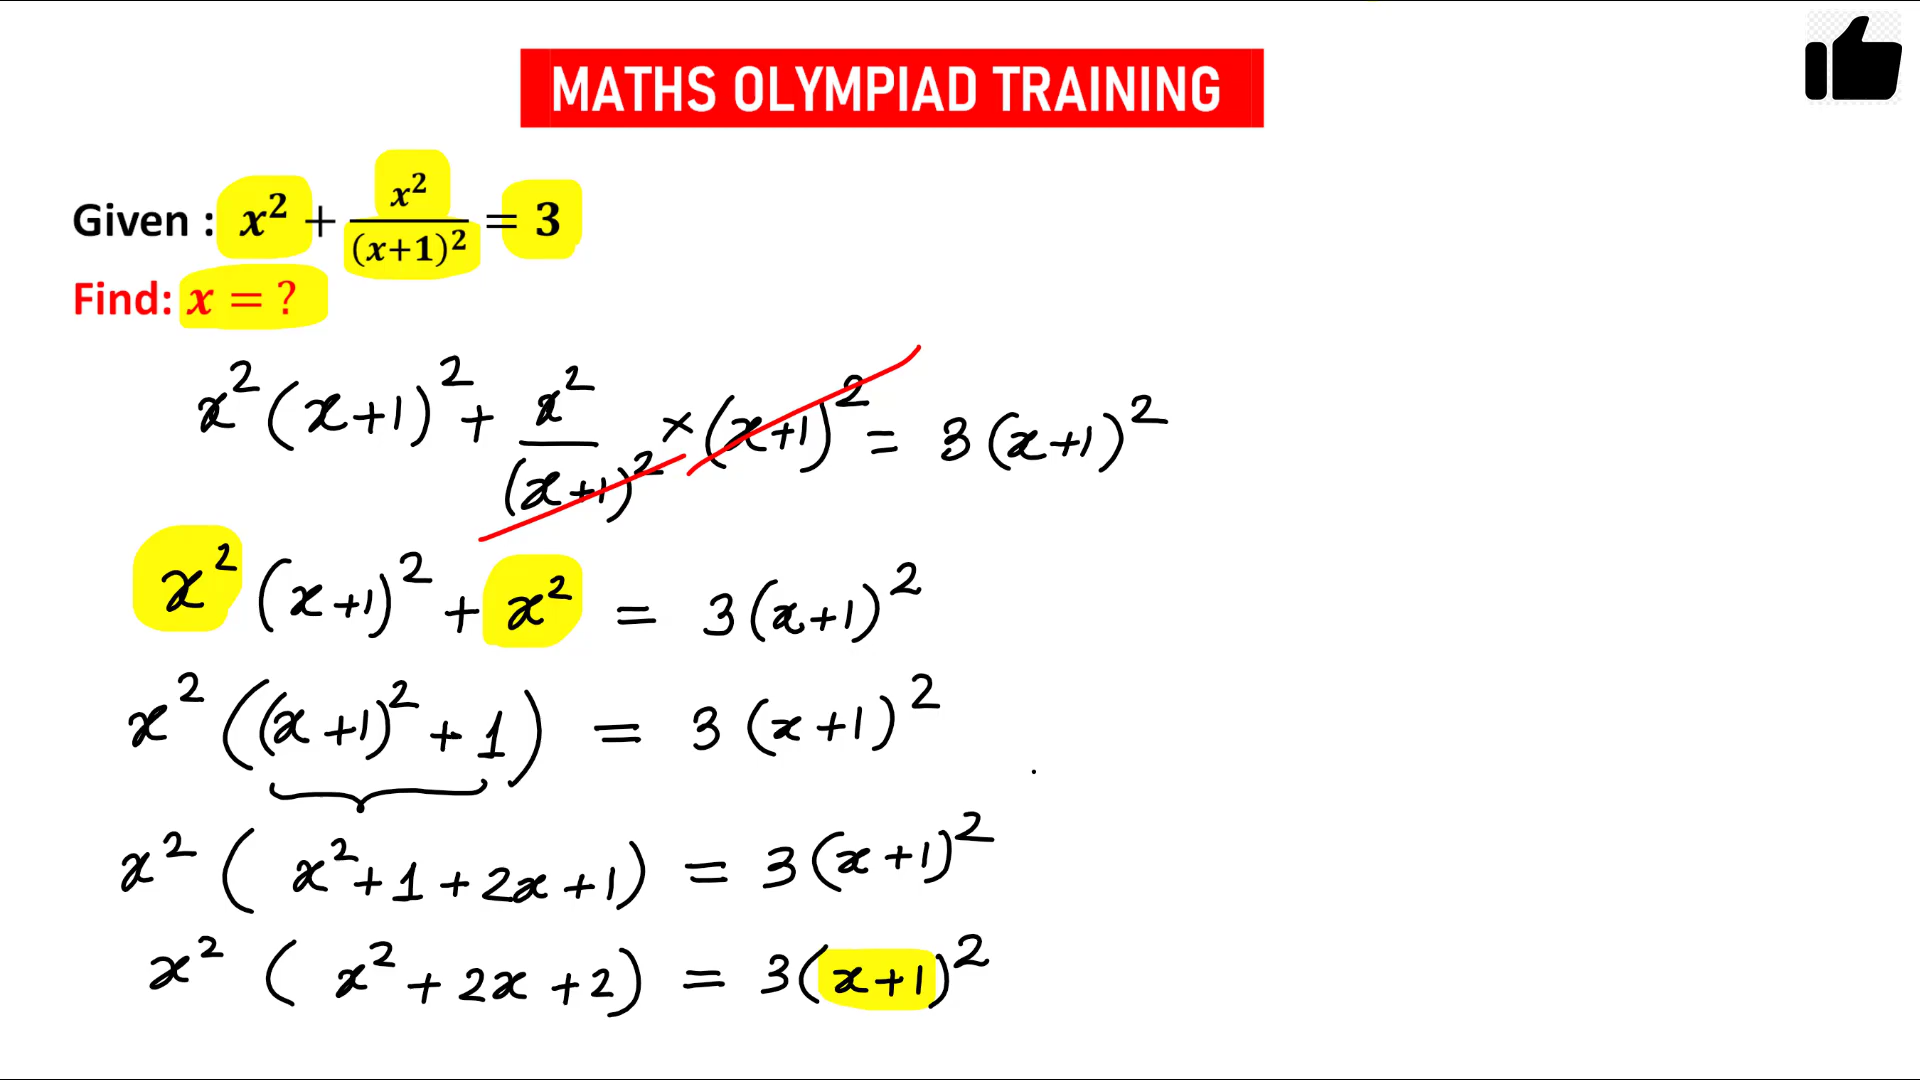 MATHS OLYMPIAD TRAINING
Given : x² + x²/(x+1)² = 3
Find: x = ?
x²(x+1)² + x²/(x+1)² × (x+1)² = 3(x+1)²
x²(x+1)² + x² = 3(x+1)²
x²((x+1)² + 1) = 3(x+1)²
x²(x²+1+2x+1) = 3(x+1)²
x²(x²+2x+2) = 3(x+1)²